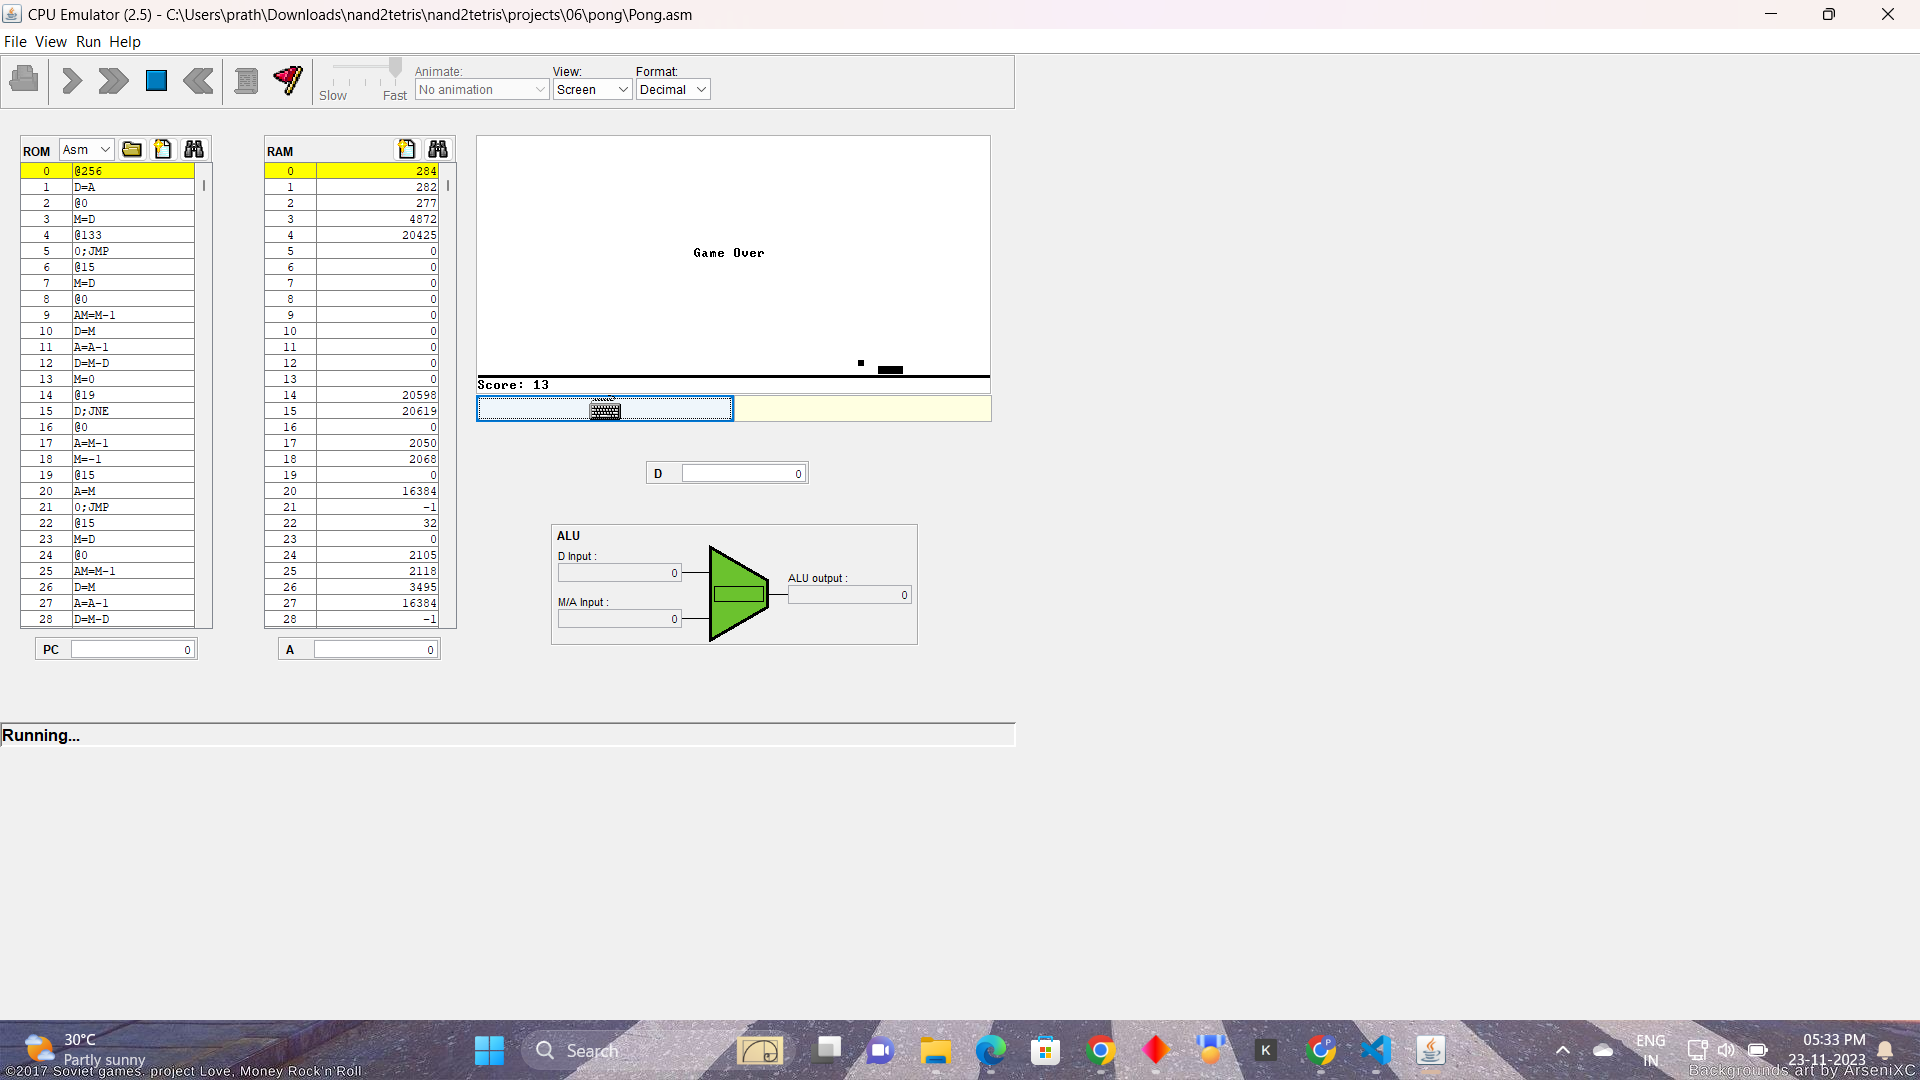 CPU Emulator (2.5) - C:\Users\prath\Downloads\nand2tetris\nand2tetris\projects\06\pong\Pong.asm
File View Run Help
Slow Fast
Animate:
No animation
View:
Screen
Format:
Decimal
ROM Asm
0 @256
1 D=A
2 @0
3 M=D
4 @133
5 0;JMP
6 @15
7 M=D
8 @0
9 AM=M-1
10 D=M
11 A=A-1
12 D=M-D
13 M=0
14 @19
15 D;JNE
16 @0
17 A=M-1
18 M=-1
19 @15
20 A=M
21 0;JMP
22 @15
23 M=D
24 @0
25 AM=M-1
26 D=M
27 A=A-1
28 D=M-D
PC 0
RAM
0 284
1 282
2 277
3 4872
4 20425
5 0
6 0
7 0
8 0
9 0
10 0
11 0
12 0
13 0
14 20598
15 20619
16 0
17 2050
18 2068
19 0
20 16384
21 -1
22 32
23 0
24 2105
25 2118
26 3495
27 16384
28 -1
A 0
Game Over
Score: 13
D 0
ALU
D Input :
0
M/A Input :
0
ALU output :
0
Running...
30°C
Partly sunny
©2017 Soviet games, project Love, Money Rock'n'Roll
Search
K
P
ENG
IN
05:33 PM
23-11-2023
Backgrounds art by ArseniXC